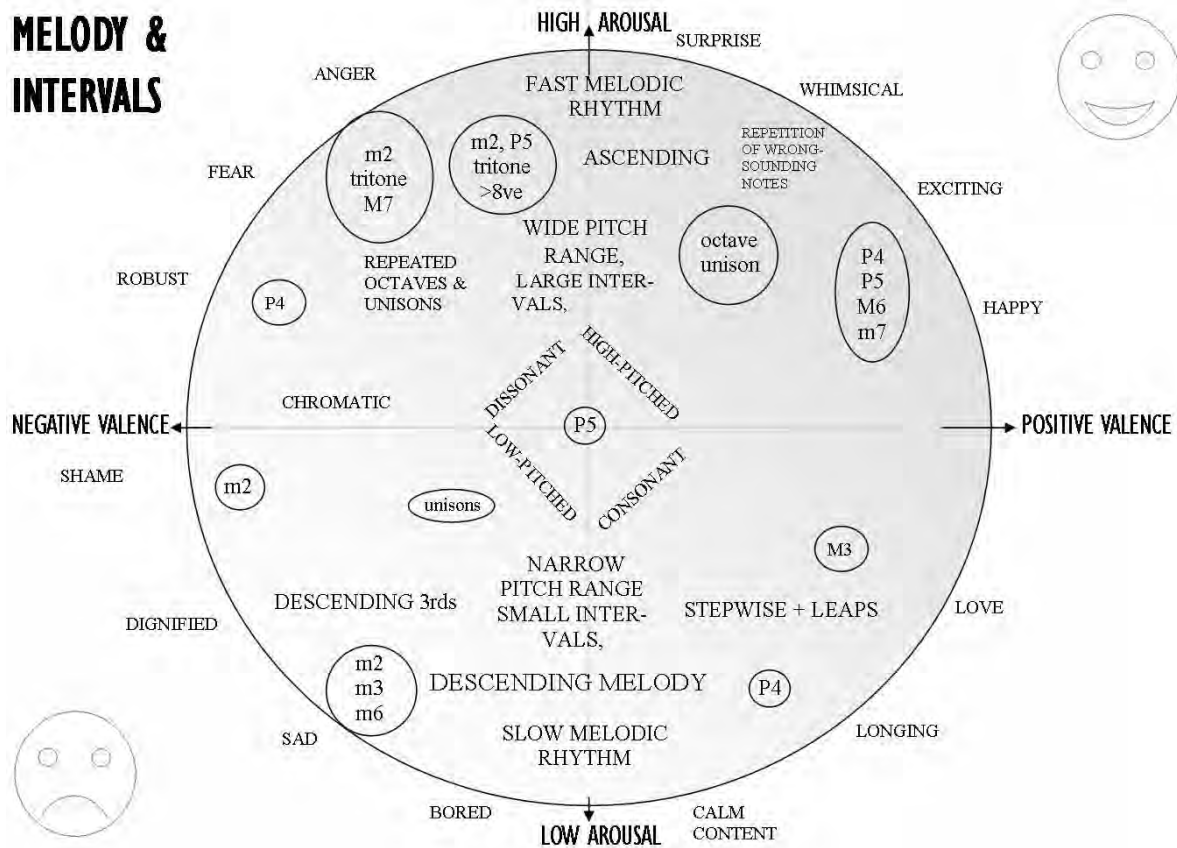 MELODY &
INTERVALS
HIGH AROUSAL
SURPRISE
ANGER
WHIMSICAL
FAST MELODIC
RHYTHM
FEAR
m2
tritone
M7
m2, P5
tritone
>8ve
ASCENDING
REPETITION
OF WRONG-
SOUNDING
NOTES
EXCITING
WIDE PITCH
RANGE,
LARGE INTER-
VALS,
octave
unison
P4
P5
M6
m7
ROBUST
P4
REPEATED
OCTAVES &
UNISONS
HAPPY
DISSONANT
HIGH-PITCHED
CHROMATIC
NEGATIVE VALENCE
P5
POSITIVE VALENCE
LOW-PITCHED
CONSONANT
SHAME
m2
unisons
M3
NARROW
PITCH RANGE
SMALL INTER-
VALS,
DESCENDING 3rds
STEPWISE + LEAPS
LOVE
DIGNIFIED
m2
m3
m6
DESCENDING MELODY
P4
SAD
SLOW MELODIC
RHYTHM
LONGING
BORED
CALM
CONTENT
LOW AROUSAL